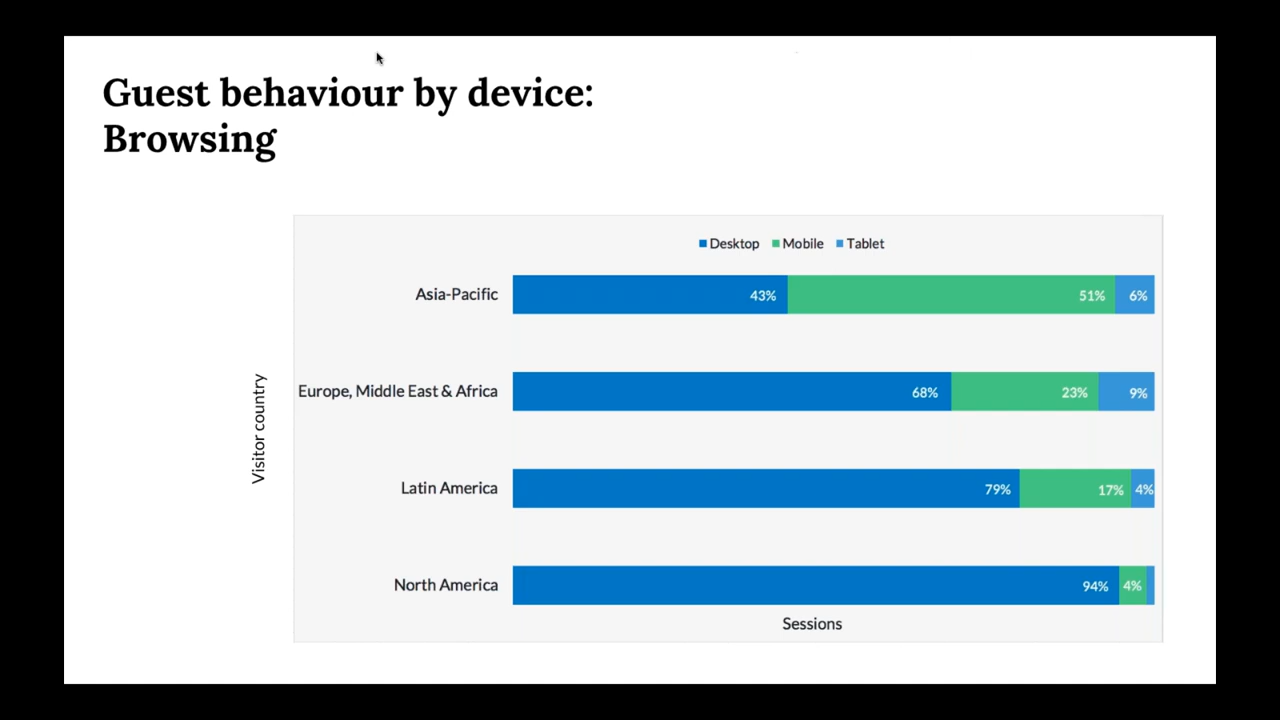 Guest behaviour by device:
Browsing
Desktop Mobile Tablet
Asia-Pacific 43% 51% 6%
Europe, Middle East & Africa 68% 23% 9%
Latin America 79% 17% 4%
North America 94% 4%
Sessions
Visitor country